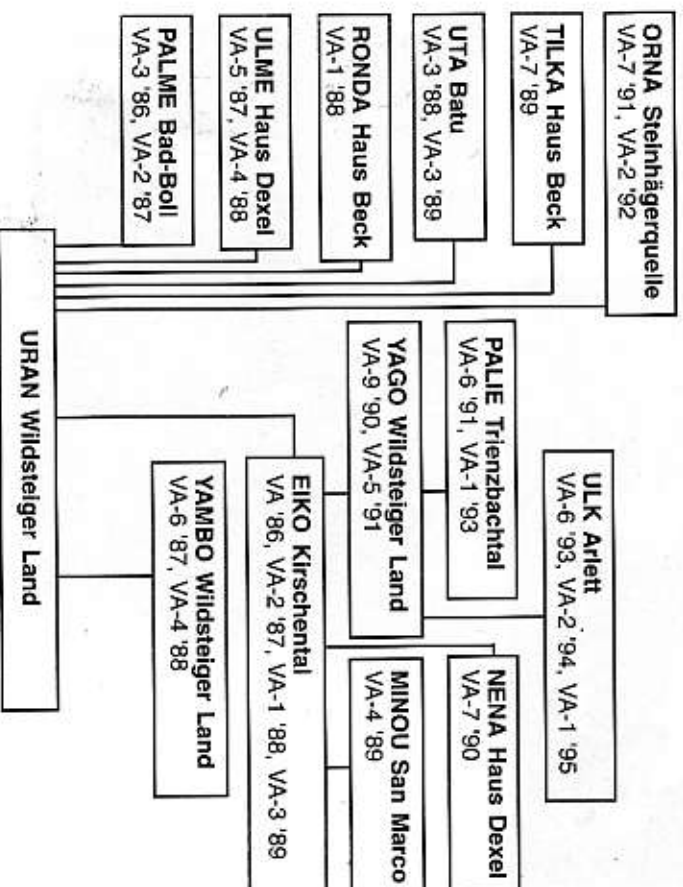 ORNA Steinhägerquelle
VA-7 '91, VA-2 '92
TILKA Haus Beck
VA-7 '89
UTA Batu
VA-3 '88, VA-3 '89
RONDA Haus Beck
VA-1 '88
ULME Haus Dexel
VA-5 '87, VA-4 '88
PALME Bad-Boll
VA-3 '86, VA-2 '87
URAN Wildsteiger Land
ULK Arlett
VA-6 '93, VA-2 '94, VA-1 '95
PALIE Trienzbachtal
VA-6 '91, VA-1 '93
YAGO Wildsteiger Land
VA-9 '90, VA-5 '91
NENA Haus Dexel
VA-7 '90
MINOU San Marco
VA-4 '89
EIKO Kirschental
VA '86, VA-2 '87, VA-1 '88, VA-3 '89
YAMBO Wildsteiger Land
VA-6 '87, VA-4 '88